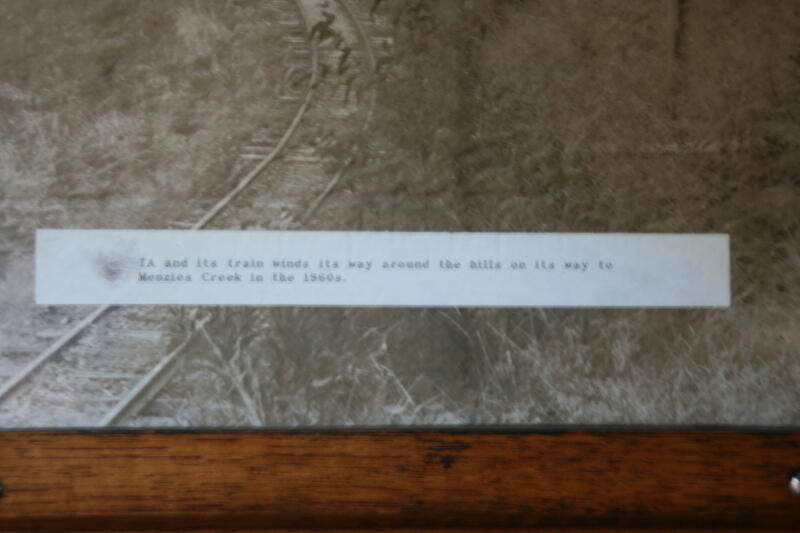 7A and its train winds its way around the hills on its way to
Menzies Creek in the 1960s.